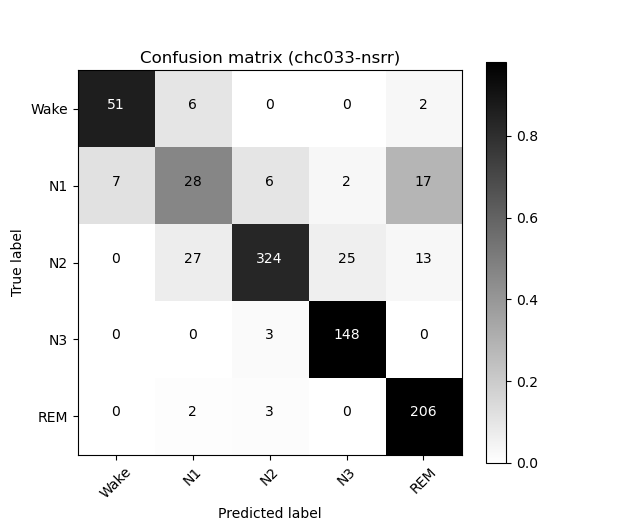 Confusion matrix (chc033-nsrr)
True label
Wake 51 6 0 0 2
N1 7 28 6 2 17
N2 0 27 324 25 13
N3 0 0 3 148 0
REM 0 2 3 0 206
Wake N1 N2 N3 REM
Predicted label
0.8
0.6
0.4
0.2
0.0